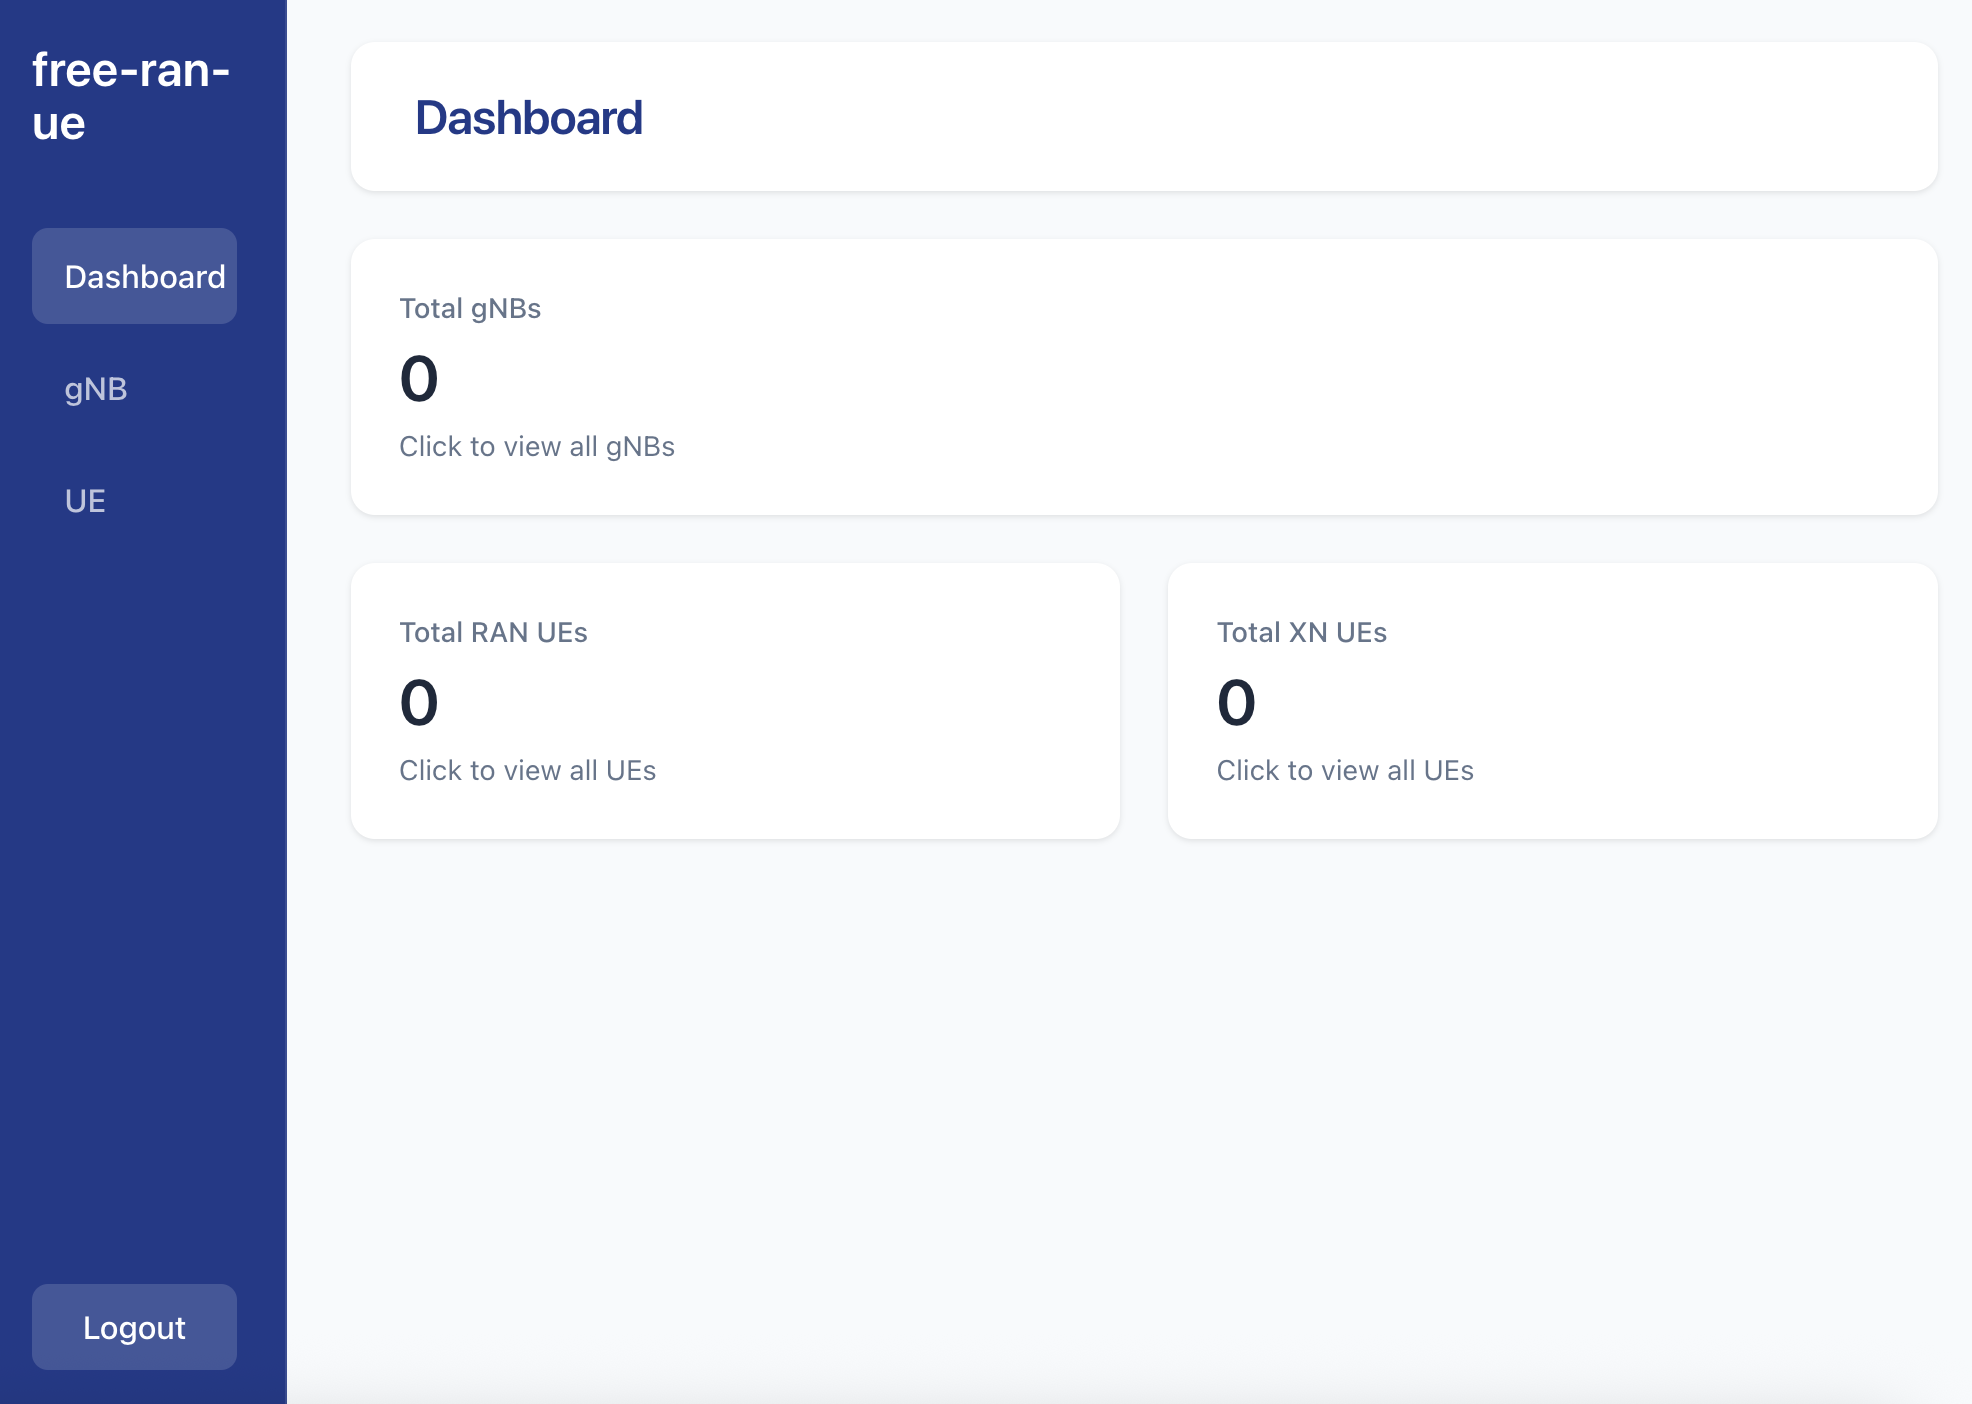 free-ran-
ue
Dashboard
gNB
UE
Logout
Dashboard
Total gNBs
0
Click to view all gNBs
Total RAN UEs
0
Click to view all UEs
Total XN UEs
0
Click to view all UEs